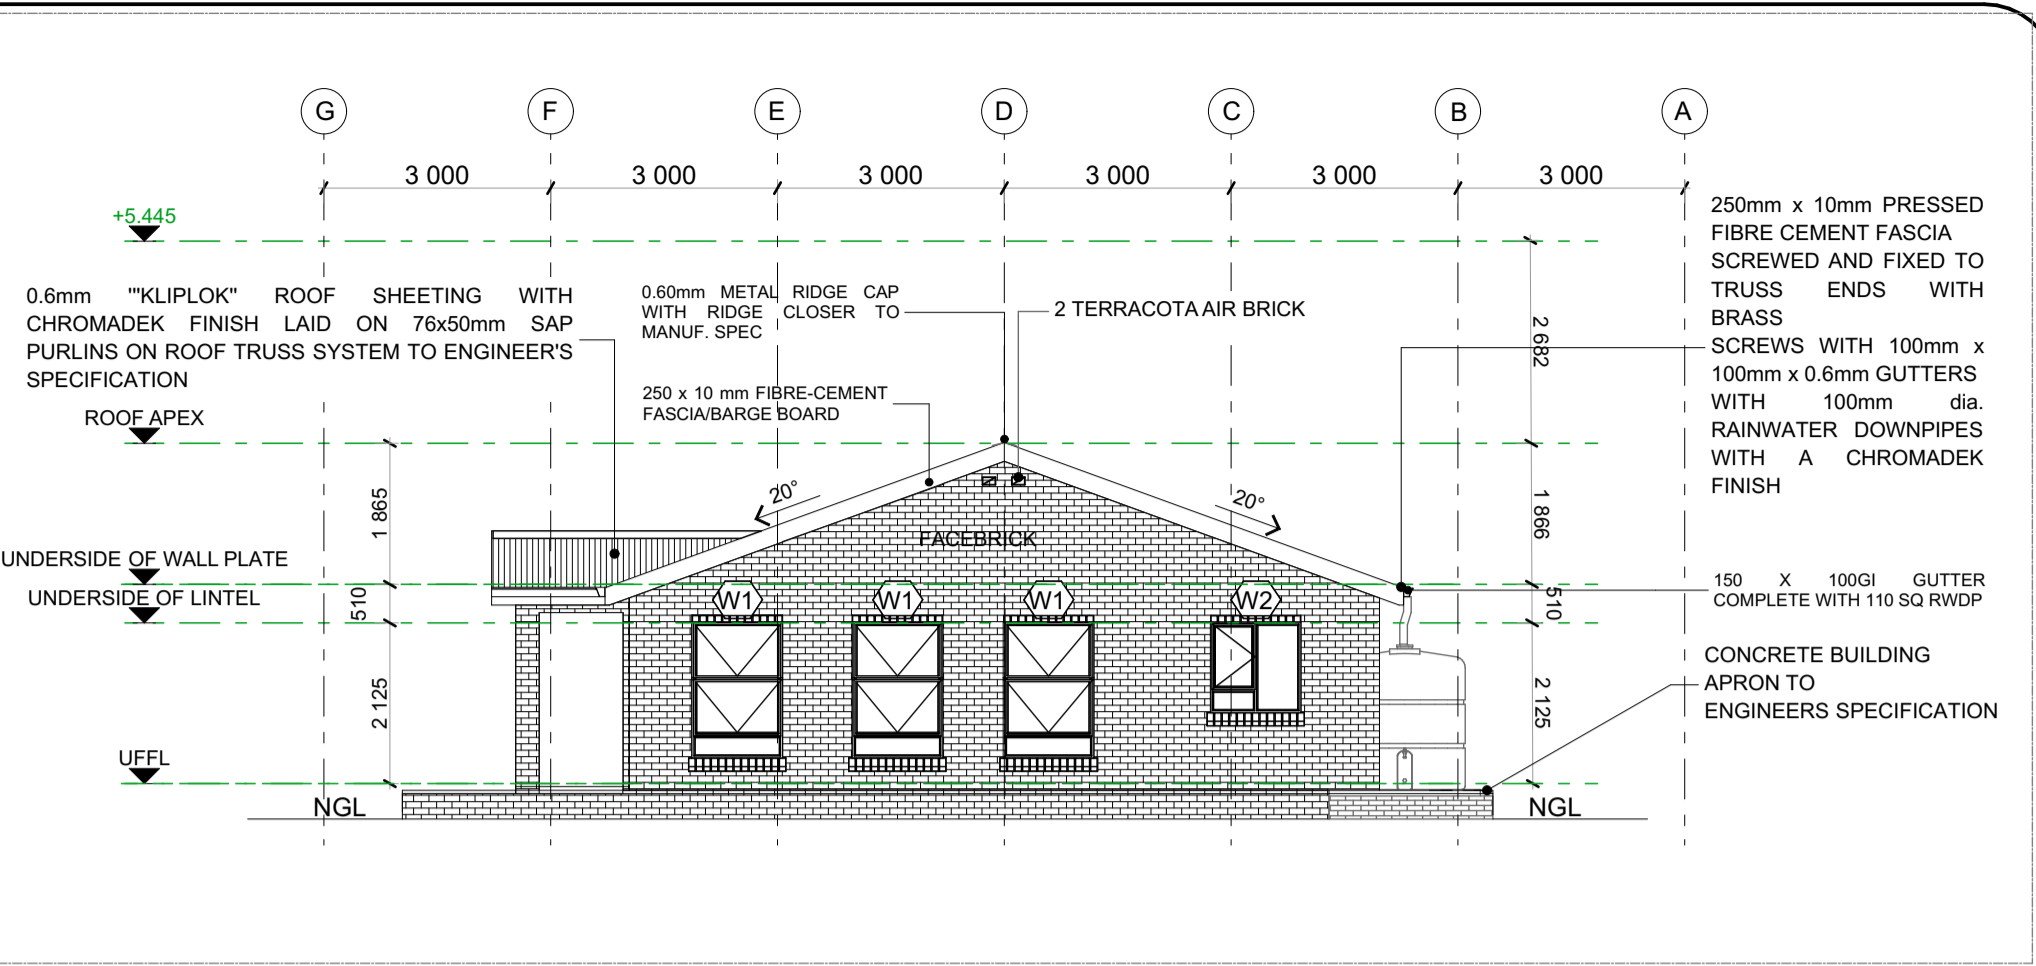 G F E D C B A
3 000 3 000 3 000 3 000 3 000 3 000
+5.445
250mm x 10mm PRESSED
FIBRE CEMENT FASCIA
SCREWED AND FIXED TO
TRUSS ENDS WITH
BRASS
SCREWS WITH 100mm x
100mm x 0.6mm GUTTERS
WITH 100mm dia.
RAINWATER DOWNPIPES
WITH A CHROMADEK
FINISH
0.6mm '"KLIPLOK" ROOF SHEETING WITH
CHROMADEK FINISH LAID ON 76x50mm SAP
PURLINS ON ROOF TRUSS SYSTEM TO ENGINEER'S
SPECIFICATION
0.60mm METAL RIDGE CAP
WITH RIDGE CLOSER TO
MANUF. SPEC
2 TERRACOTA AIR BRICK
2 682
250 x 10 mm FIBRE-CEMENT
FASCIA/BARGE BOARD
ROOF APEX
20°
20°
1 865
1 866
FACEBRICK
UNDERSIDE OF WALL PLATE
UNDERSIDE OF LINTEL
510
W1 W1 W1 W2
510
150 X 100GI GUTTER
COMPLETE WITH 110 SQ RWDP
CONCRETE BUILDING
APRON TO
ENGINEERS SPECIFICATION
2 125
2 125
UFFL
NGL
NGL